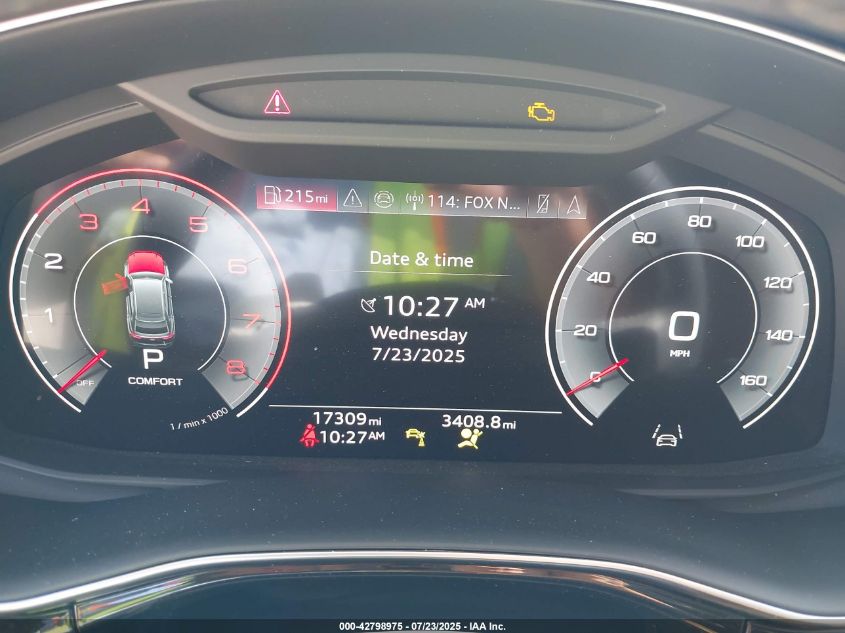 215mi
114: FOX N...
Date & time
10:27 AM
Wednesday
7/23/2025
1 2 3 4 5 6 7 8
OFF
P
COMFORT
1 / min x 1000
0 20 40 60 80 100 120 140 160
0
MPH
17309mi
3408.8mi
10:27AM
000-42798975 - 07/23/2025 - IAA Inc.